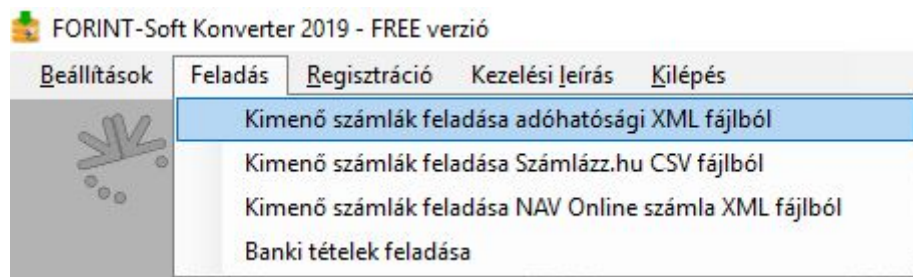 FORINT-Soft Konverter 2019 - FREE verzió
Beállítások Feladás Regisztráció Kezelési leírás Kilépés
Kimenő számlák feladása adóhatósági XML fájlból
Kimenő számlák feladása Számlázz.hu CSV fájlból
Kimenő számlák feladása NAV Online számla XML fájlból
Banki tételek feladása